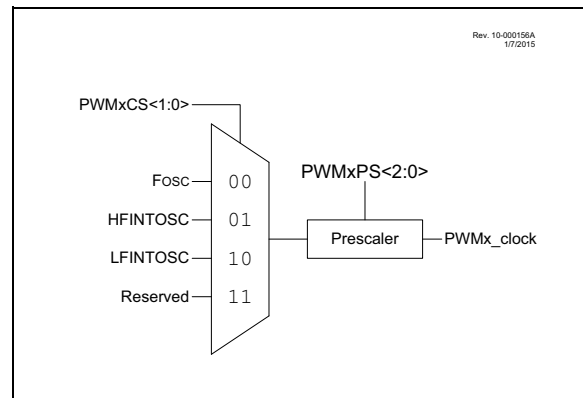 Rev. 10-000156A
1/7/2015
PWMxCS<1:0>
FOSC 00
PWMxPS<2:0>
HFINTOSC 01
Prescaler PWMx_clock
LFINTOSC 10
Reserved 11